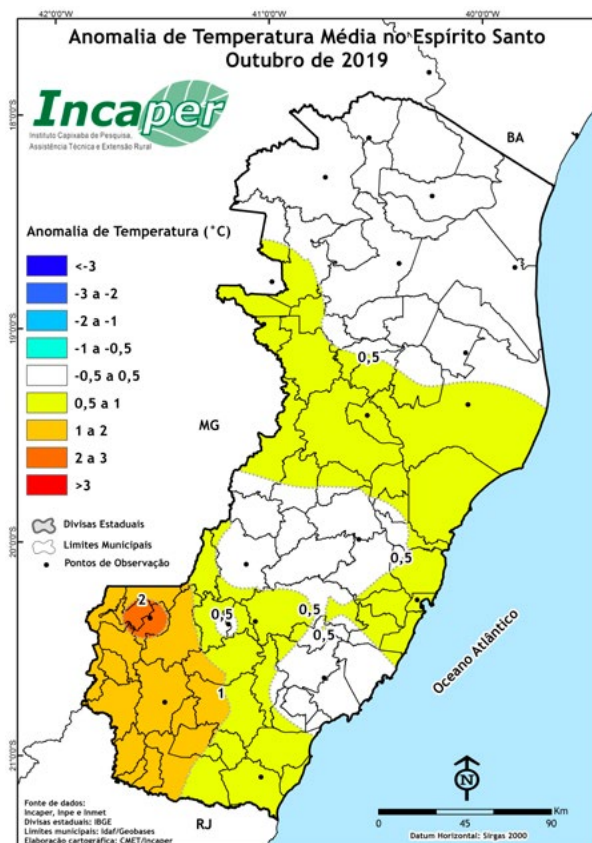 42°0'0"O 41°0'0"O 40°0'0"O
Anomalia de Temperatura Média no Espírito Santo
Outubro de 2019
Incaper
Instituto Capixaba de Pesquisa,
Assistência Técnica e Extensão Rural
18°0'0"S
BA
Anomalia de Temperatura (°C)
<-3
-3 a -2
-2 a -1
-1 a -0,5
-0,5 a 0,5
0,5 a 1
1 a 2
2 a 3
>3
19°0'0"S
0,5
MG
Divisas Estaduais
Limites Municipais
Pontos de Observação
20°0'0"S
0,5
2
0,5
0,5
0,5
1
Oceano Atlântico
21°0'0"S
N
Fonte de dados:
Incaper, Inpe e Inmet
Divisas estaduais: IBGE
Limites municipais: Idaf/Geobases
Elaboração cartográfica: CMET/Incaper
RJ
Km
0 45 90
Datum Horizontal: Sirgas 2000